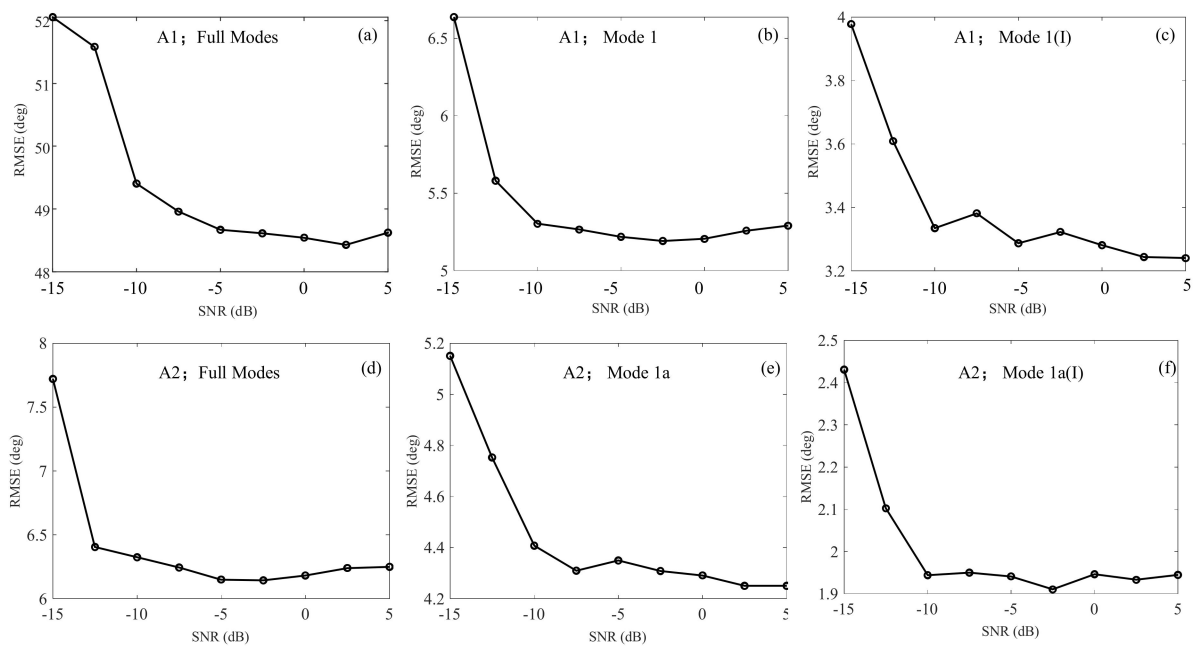 A1； Full Modes (a)
52
51
50
49
48
RMSE (deg)
-15 -10 -5 0 5
SNR (dB)
A1； Mode 1 (b)
6.5
6
5.5
5
RMSE (deg)
-15 -10 -5 0 5
SNR (dB)
A1； Mode 1(I) (c)
4
3.8
3.6
3.4
3.2
RMSE (deg)
-15 -10 -5 0 5
SNR (dB)
A2； Full Modes (d)
8
7.5
7
6.5
6
RMSE (deg)
-15 -10 -5 0 5
SNR (dB)
A2； Mode 1a (e)
5.2
5
4.8
4.6
4.4
4.2
RMSE (deg)
-15 -10 -5 0 5
SNR (dB)
A2； Mode 1a(I) (f)
2.5
2.4
2.3
2.2
2.1
2
1.9
RMSE (deg)
-15 -10 -5 0 5
SNR (dB)